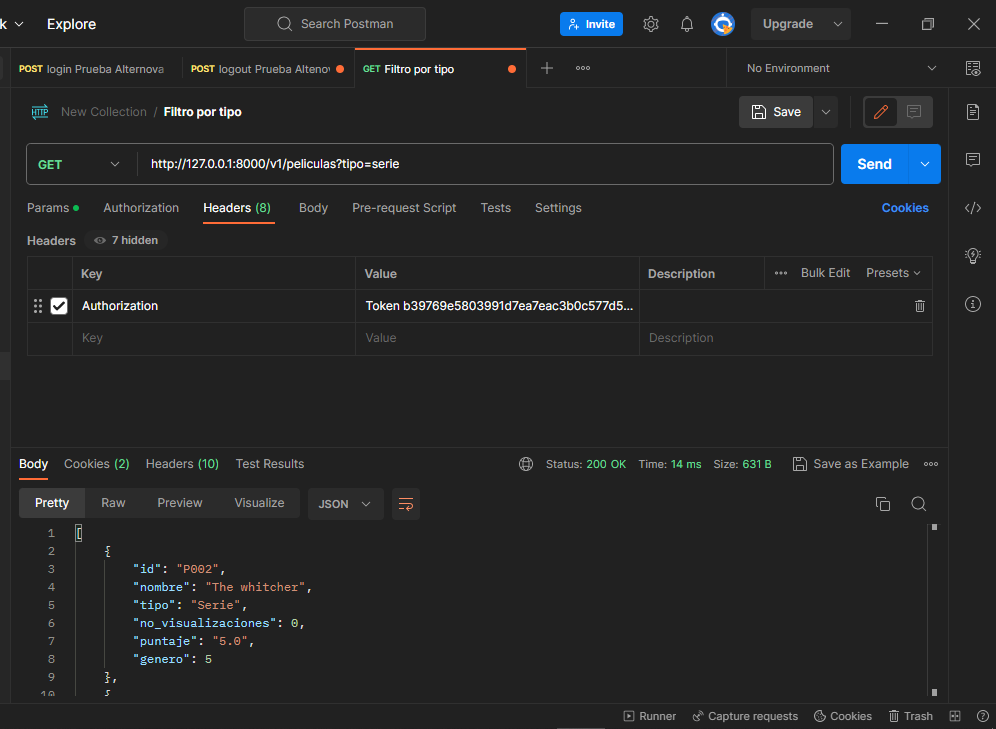 k Explore Search Postman Invite Upgrade
POST login Prueba Alternova POST logout Prueba Altenov GET Filtro por tipo No Environment
HTTP New Collection / Filtro por tipo Save
GET http://127.0.0.1:8000/v1/peliculas?tipo=serie Send
Params Authorization Headers (8) Body Pre-request Script Tests Settings Cookies
Headers 7 hidden
Key Value Description Bulk Edit Presets
Authorization Token b39769e5803991d7ea7eac3b0c577d5...
Key Value Description
Body Cookies (2) Headers (10) Test Results Status: 200 OK Time: 14 ms Size: 631 B Save as Example
Pretty Raw Preview Visualize JSON
1 [
2 {
3 "id": "P002",
4 "nombre": "The whitcher",
5 "tipo": "Serie",
6 "no_visualizaciones": 0,
7 "puntaje": "5.0",
8 "genero": 5
9 },
10 {
Runner Capture requests Cookies Trash